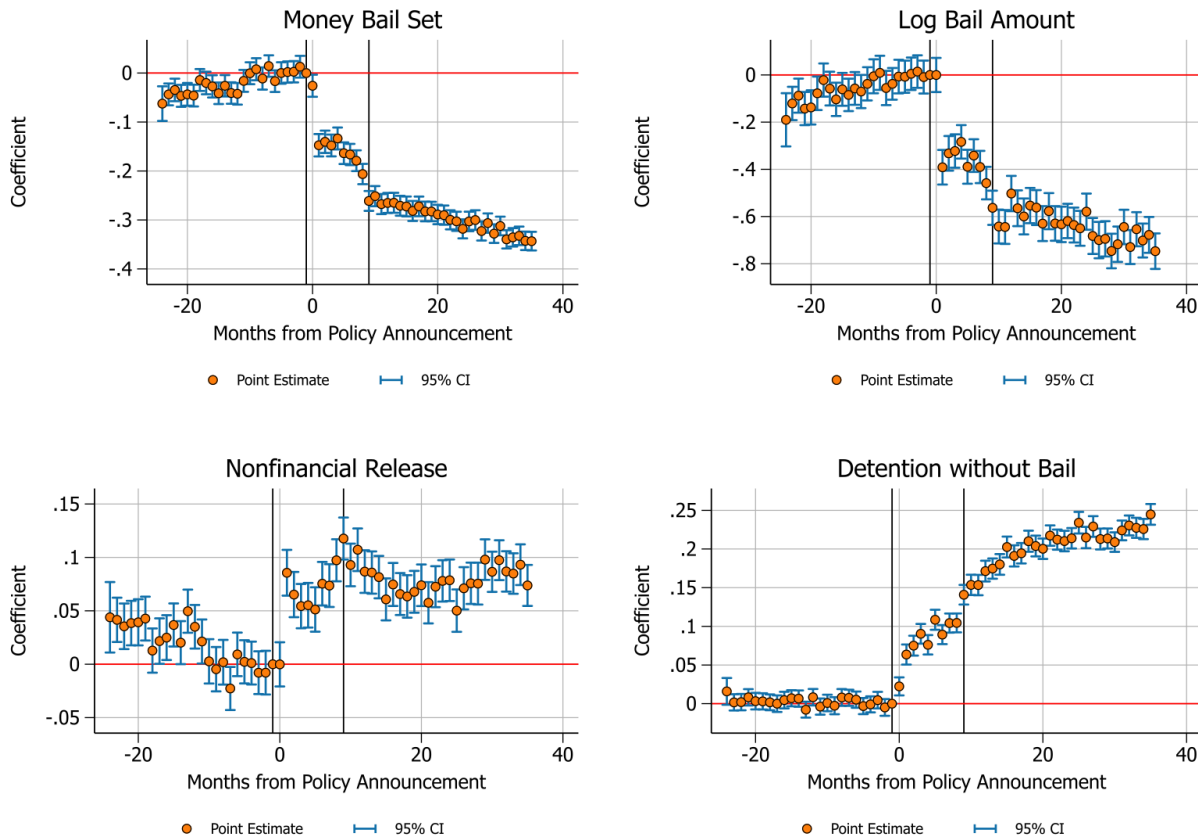 Money Bail Set
0
-.1
-.2
-.3
-.4
Coefficient
-20
0
20
40
Months from Policy Announcement
Point Estimate
95% CI
Log Bail Amount
0
-.2
-.4
-.6
-.8
Coefficient
-20
0
20
40
Months from Policy Announcement
Point Estimate
95% CI
Nonfinancial Release
.15
.1
.05
0
-.05
Coefficient
-20
0
20
40
Months from Policy Announcement
Point Estimate
95% CI
Detention without Bail
.25
.2
.15
.1
.05
0
Coefficient
-20
0
20
40
Months from Policy Announcement
Point Estimate
95% CI